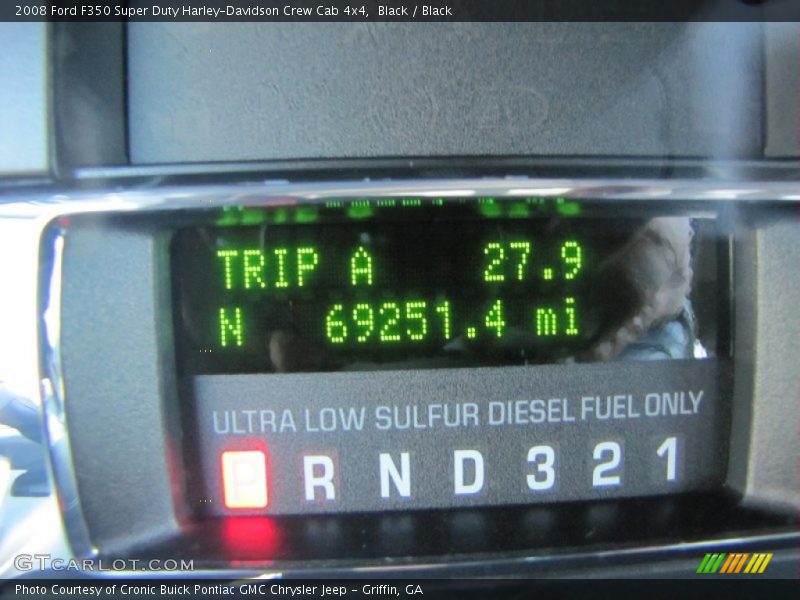 2008 Ford F350 Super Duty Harley-Davidson Crew Cab 4x4, Black / Black
TRIP A 27.9
N 69251.4 mi
ULTRA LOW SULFUR DIESEL FUEL ONLY
P R N D 3 2 1
GTCARLOT.COM
Photo Courtesy of Cronic Buick Pontiac GMC Chrysler Jeep - Griffin, GA